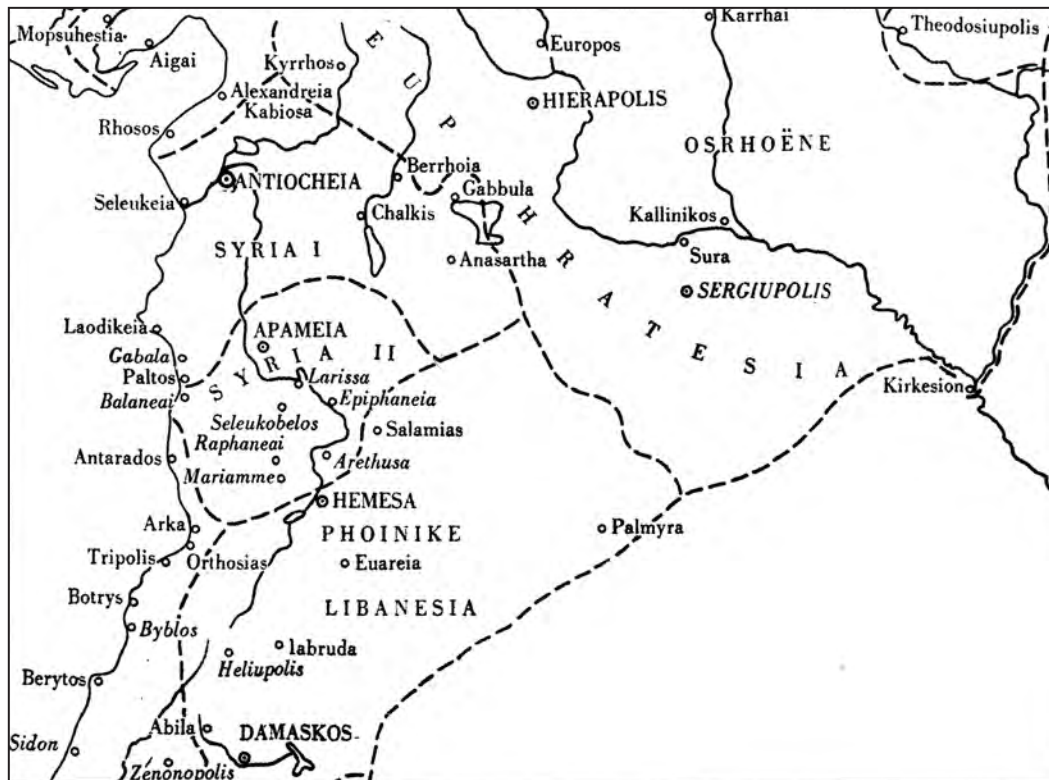 Mopsuhestia
Aigai
Kyrrhos
EUPHRATESIA
Europos
Karrhai
Theodosiupolis
Alexandreia
Kabiosa
HIERAPOLIS
Rhosos
OSRHOËNE
Berrhoia
ANTIOCHEIA
Gabbula
Seleukeia
Chalkis
Kallinikos
SYRIA I
Anasartha
Sura
SERGIUPOLIS
Laodikeia
APAMEIA
Gabala
SYRIA II
Paltos
Larissa
Kirkesion
Balaneai
Epiphaneia
Seleukobelos
Salamias
Raphaneai
Antarados
Arethusa
Mariamme
HEMESA
Arka
PHOINIKE
Palmyra
Tripolis
Orthosias
Euareia
Botrys
LIBANESIA
Byblos
Iabruda
Heliupolis
Berytos
Abila
DAMASKOS
Sidon
Zenonopolis